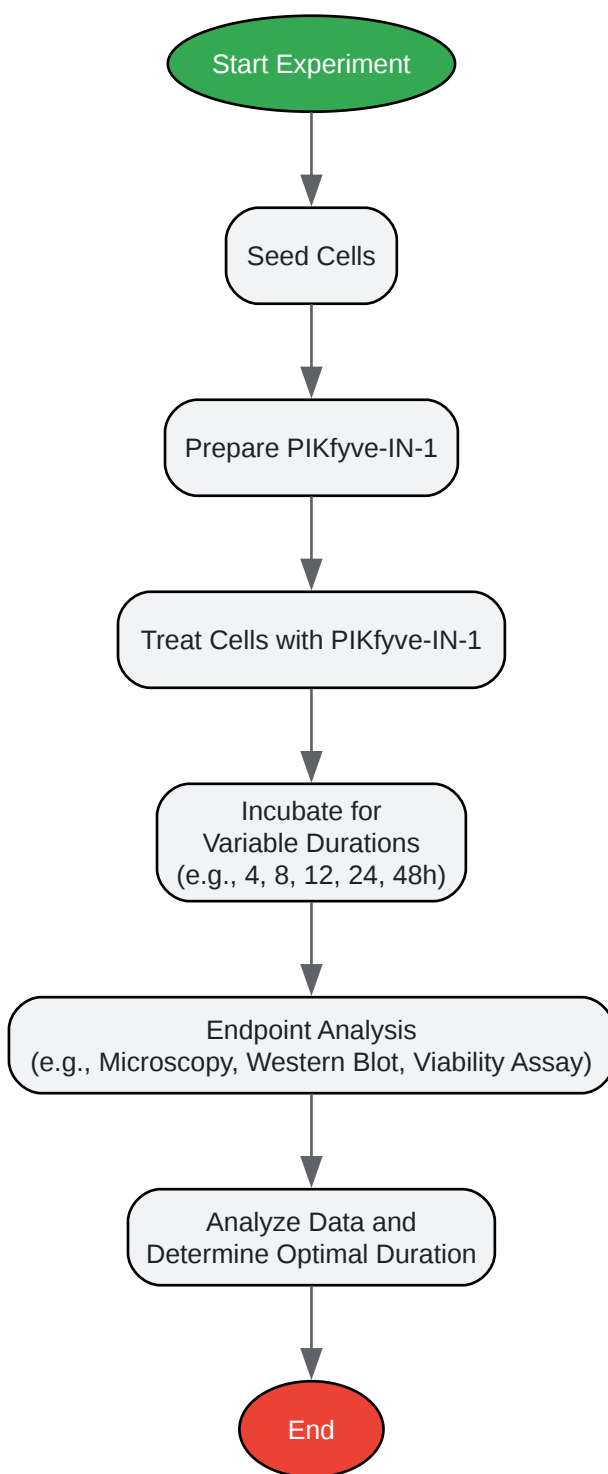 Start Experiment
Seed Cells
Prepare PIKfyve-IN-1
Treat Cells with PIKfyve-IN-1
Incubate for
Variable Durations
(e.g., 4, 8, 12, 24, 48h)
Endpoint Analysis
(e.g., Microscopy, Western Blot, Viability Assay)
Analyze Data and
Determine Optimal Duration
End